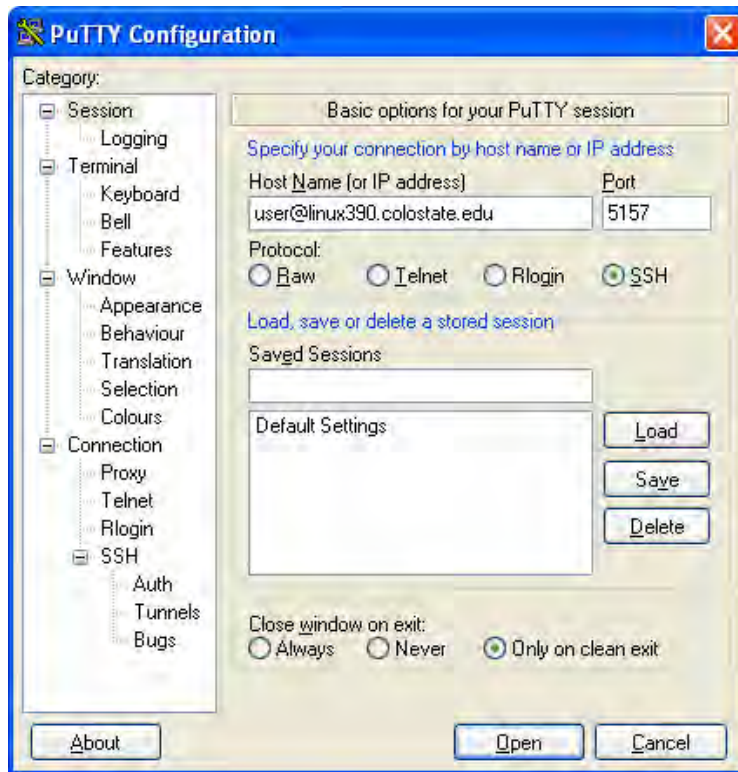 PuTTY Configuration
Category:
Session
Logging
Terminal
Keyboard
Bell
Features
Window
Appearance
Behaviour
Translation
Selection
Colours
Connection
Proxy
Telnet
Rlogin
SSH
Auth
Tunnels
Bugs
Basic options for your PuTTY session
Specify your connection by host name or IP address
Host Name (or IP address) Port
user@linux390.colostate.edu 5157
Protocol:
Raw Telnet Rlogin SSH
Load, save or delete a stored session
Saved Sessions
Default Settings
Load
Save
Delete
Close window on exit:
Always Never Only on clean exit
About Open Cancel